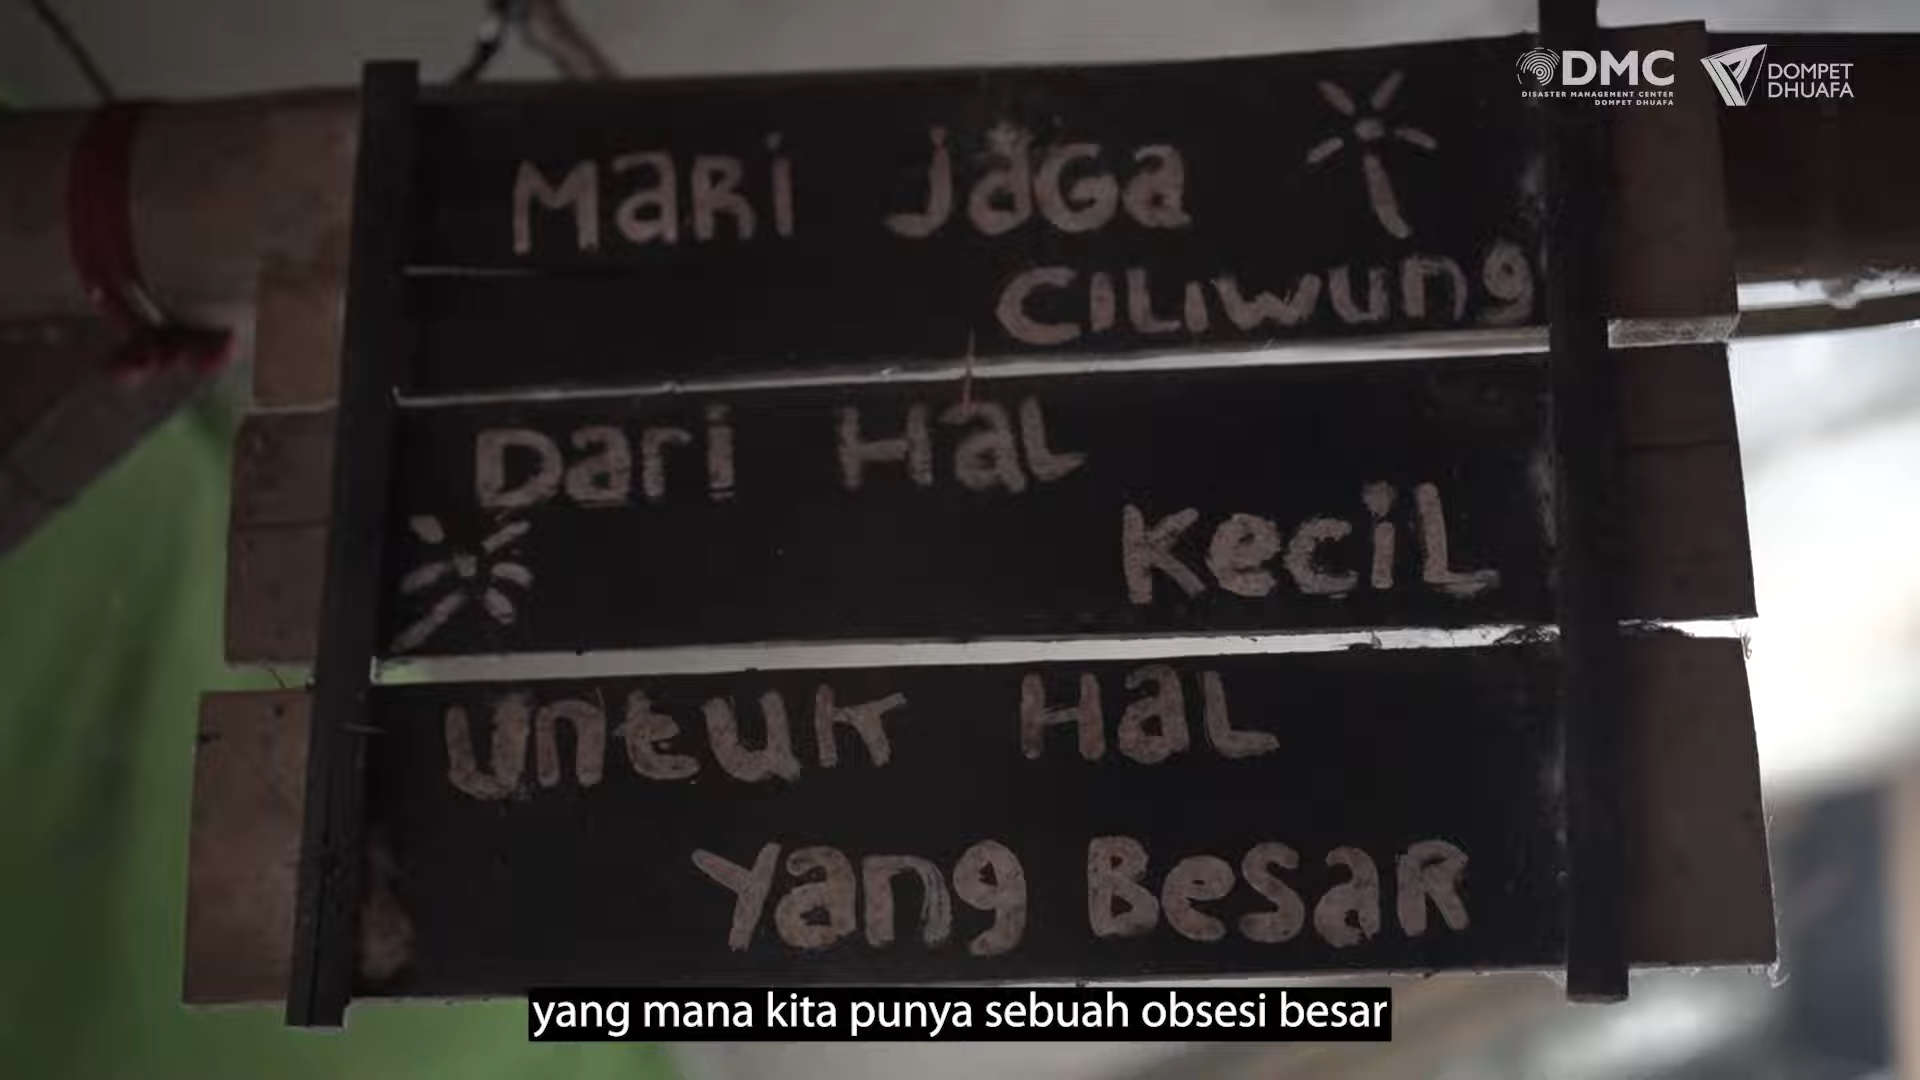 DMC
DISASTER MANAGEMENT CENTER
DOMPET DHUAFA
DOMPET
DHUAFA
MaRi JaGa
CiLiwung
Dari Hal
KeciL
untuk HaL
Yang BeSaR
yang mana kita punya sebuah obsesi besar